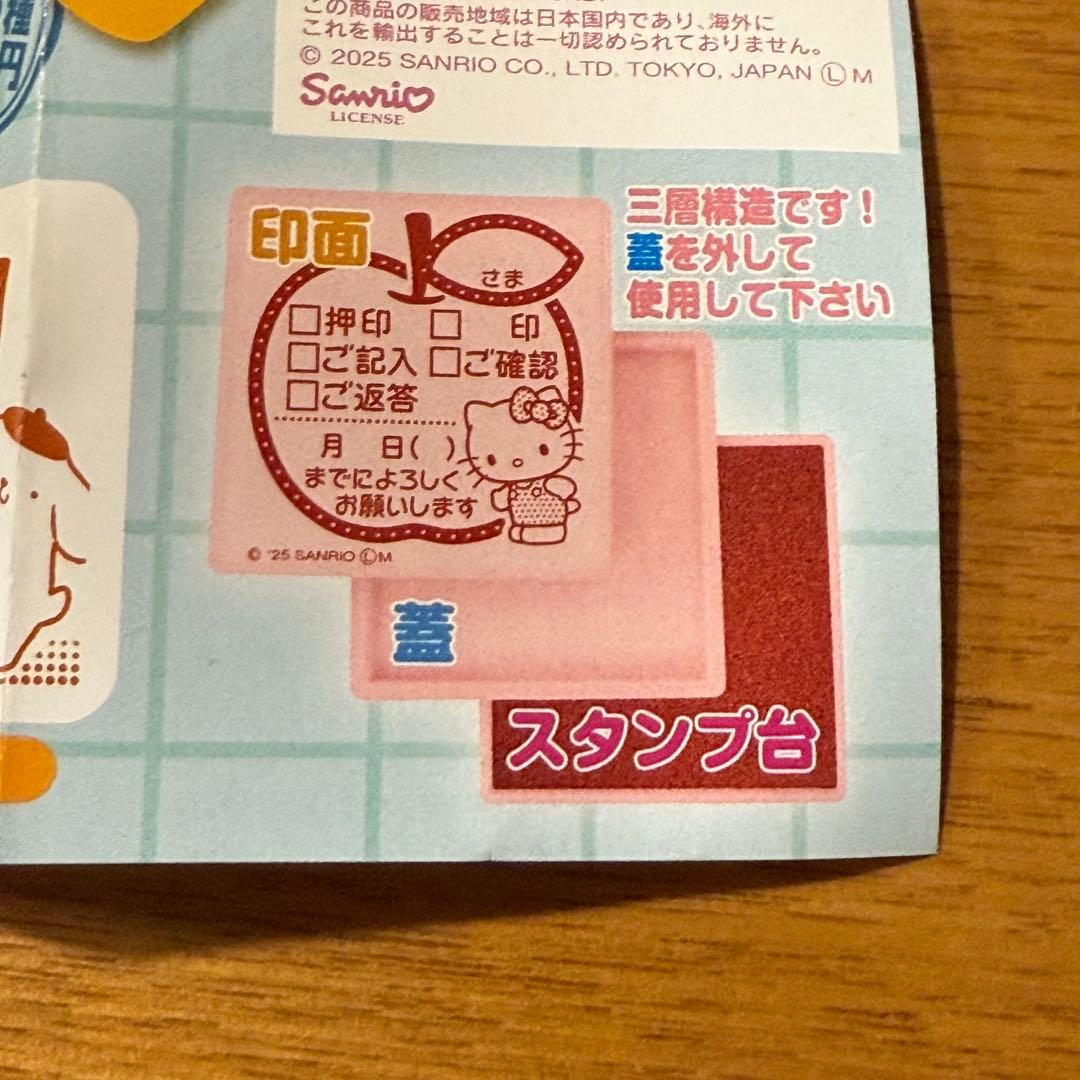 この商品の販売地域は日本国内であり、海外に
これを輸出することは一切認められておりません。
© 2025 SANRIO CO., LTD. TOKYO, JAPAN Ⓛ M
Sanrio
LICENSE
印面
三層構造です!
蓋を外して
使用して下さい
さま
□押印 □ 印
□ご記入 □ご確認
□ご返答
月 日( )
までによろしく
お願いします
© '25 SANRIO ⓁM
蓋
スタンプ台